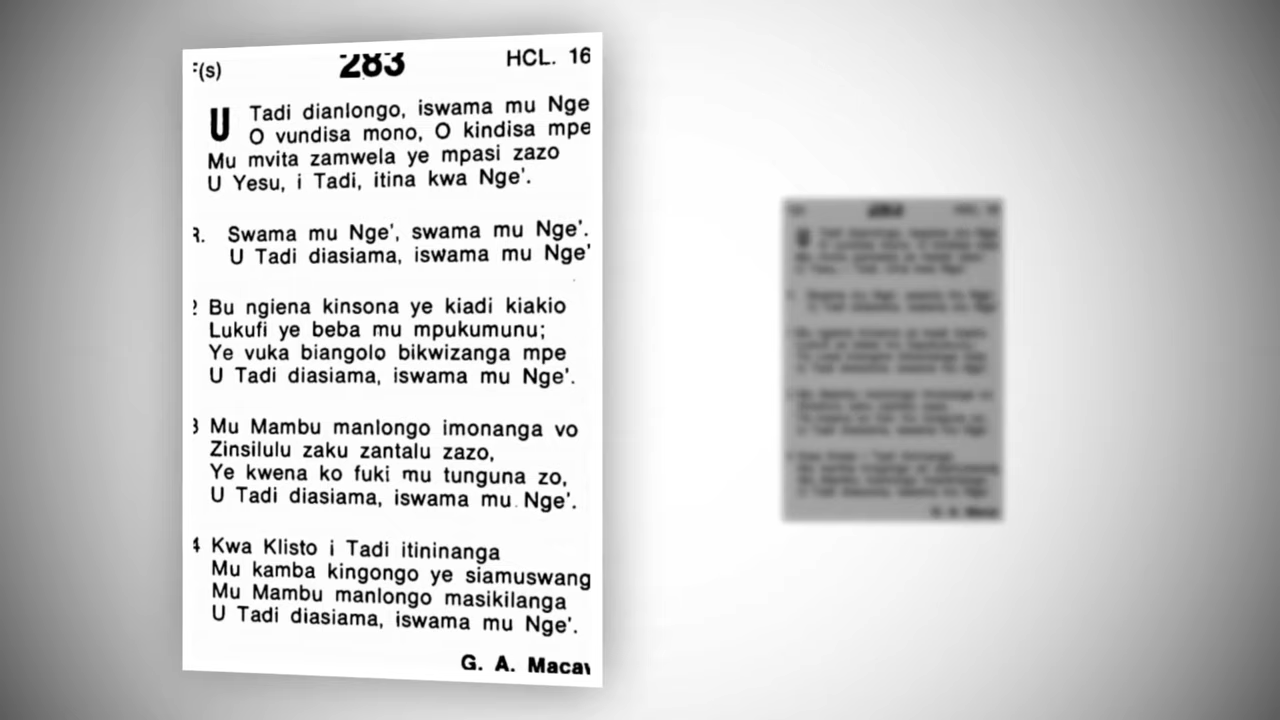 F(s) 283 HCL. 16
U Tadi dianlongo, iswama mu Nge
O vundisa mono, O kindisa mpe
Mu mvita zamwela ye mpasi zazo
U Yesu, i Tadi, itina kwa Nge'.
R. Swama mu Nge', swama mu Nge'.
U Tadi diasiama, iswama mu Nge'
2 Bu ngiena kinsona ye kiadi kiakio
Lukufi ye beba mu mpukumunu;
Ye vuka biangolo bikwizanga mpe
U Tadi diasiama, iswama mu Nge'.
3 Mu Mambu manlongo imonanga vo
Zinsilulu zaku zantalu zazo,
Ye kwena ko fuki mu tunguna zo,
U Tadi diasiama, iswama mu Nge'.
4 Kwa Klisto i Tadi itininanga
Mu kamba kingongo ye siamuswang
Mu Mambu manlongo masikilanga
U Tadi diasiama, iswama mu Nge'.
G. A. Macaw